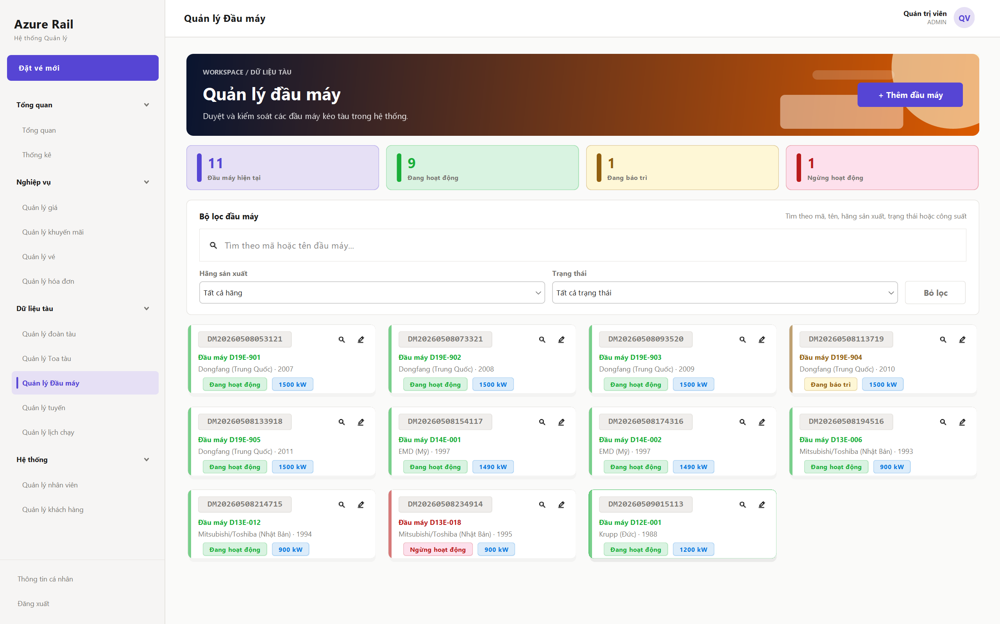 Azure Rail
Hệ thống Quản lý
Đặt vé mới
Tổng quan
Tổng quan
Thống kê
Nghiệp vụ
Quản lý giá
Quản lý khuyến mãi
Quản lý vé
Quản lý hóa đơn
Dữ liệu tàu
Quản lý đoàn tàu
Quản lý Toa tàu
Quản lý Đầu máy
Quản lý tuyến
Quản lý lịch chạy
Hệ thống
Quản lý nhân viên
Quản lý khách hàng
Thông tin cá nhân
Đăng xuất
Quản lý Đầu máy
Quản trị viên
ADMIN
QV
WORKSPACE / DỮ LIỆU TÀU
Quản lý đầu máy
Duyệt và kiểm soát các đầu máy kéo tàu trong hệ thống.
+ Thêm đầu máy
11
Đầu máy hiện tại
9
Đang hoạt động
1
Đang bảo trì
1
Ngừng hoạt động
Bộ lọc đầu máy
Tìm theo mã, tên, hãng sản xuất, trạng thái hoặc công suất
Tìm theo mã hoặc tên đầu máy...
Hãng sản xuất
Trạng thái
Tất cả hãng
Tất cả trạng thái
Bỏ lọc
DM20260508053121
Đầu máy D19E-901
Dongfang (Trung Quốc) · 2007
Đang hoạt động 1500 kW
DM20260508073321
Đầu máy D19E-902
Dongfang (Trung Quốc) · 2008
Đang hoạt động 1500 kW
DM20260508093520
Đầu máy D19E-903
Dongfang (Trung Quốc) · 2009
Đang hoạt động 1500 kW
DM20260508113719
Đầu máy D19E-904
Dongfang (Trung Quốc) · 2010
Đang bảo trì 1500 kW
DM20260508133918
Đầu máy D19E-905
Dongfang (Trung Quốc) · 2011
Đang hoạt động 1500 kW
DM20260508154117
Đầu máy D14E-001
EMD (Mỹ) · 1997
Đang hoạt động 1490 kW
DM20260508174316
Đầu máy D14E-002
EMD (Mỹ) · 1997
Đang hoạt động 1490 kW
DM20260508194516
Đầu máy D13E-006
Mitsubishi/Toshiba (Nhật Bản) · 1993
Đang hoạt động 900 kW
DM20260508214715
Đầu máy D13E-012
Mitsubishi/Toshiba (Nhật Bản) · 1994
Đang hoạt động 900 kW
DM20260508234914
Đầu máy D13E-018
Mitsubishi/Toshiba (Nhật Bản) · 1995
Ngừng hoạt động 900 kW
DM20260509015113
Đầu máy D12E-001
Krupp (Đức) · 1988
Đang hoạt động 1200 kW